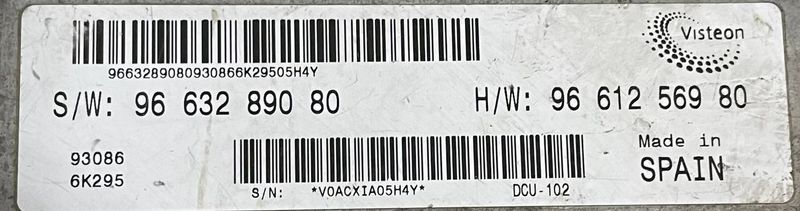 Visteon
9663289080930866K29505H4Y
S/W: 96 632 890 80
H/W: 96 612 569 80
93086
6K295
S/N: *V0ACXIA05H4Y*
DCU-102
Made in
SPAIN